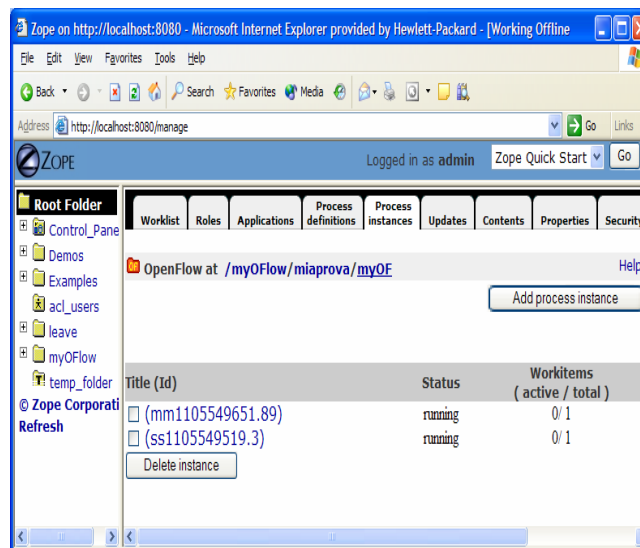 Zope on http://localhost:8080 - Microsoft Internet Explorer provided by Hewlett-Packard - [Working Offline
File Edit View Favorites Tools Help
Back Search Favorites Media
Address http://localhost:8080/manage Go Links
ZOPE Logged in as admin Zope Quick Start Go
Root Folder
Control_Pane
Demos
Examples
acl_users
leave
myOFlow
temp_folder
© Zope Corporati
Refresh
Worklist Roles Applications Process definitions Process instances Updates Contents Properties Security
OpenFlow at /myOFlow/miaprova/myOF Help
Add process instance
Title (Id) Status Workitems
( active / total )
(mm1105549651.89) running 0/ 1
(ss1105549519.3) running 0/ 1
Delete instance